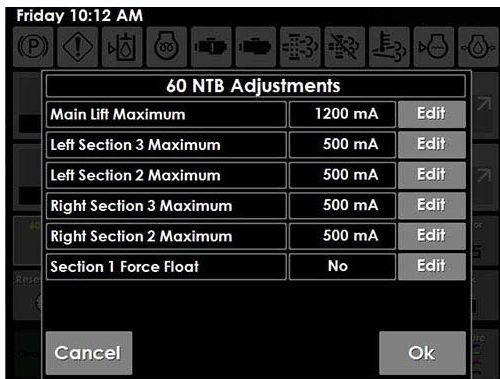 Friday 10:12 AM
60 NTB Adjustments
Main Lift Maximum 1200 mA Edit
Left Section 3 Maximum 500 mA Edit
Left Section 2 Maximum 500 mA Edit
Right Section 3 Maximum 500 mA Edit
Right Section 2 Maximum 500 mA Edit
Section 1 Force Float No Edit
Cancel Ok